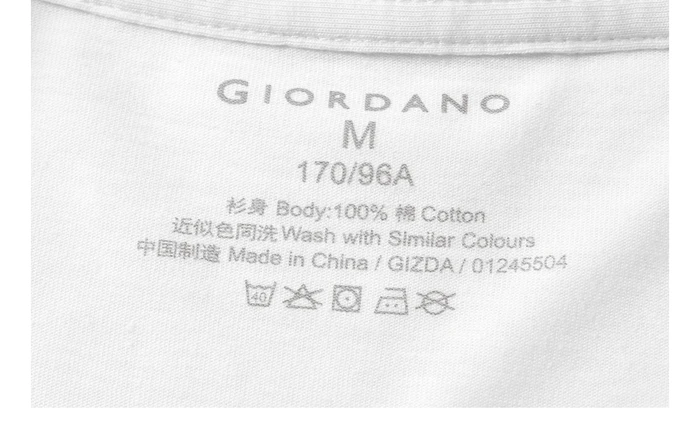 GIORDANO
M
170/96A
衫身 Body:100% 棉 Cotton
近似色同洗 Wash with Similar Colours
中国制造 Made in China / GIZDA / 01245504
40